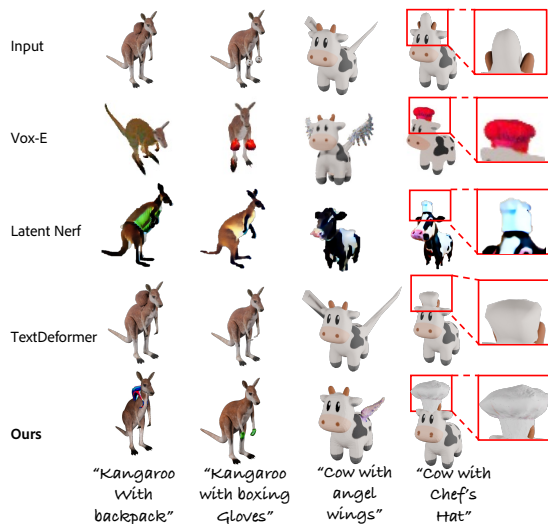 Input
Vox-E
Latent Nerf
TextDeformer
Ours
"Kangaroo
With
backpack"
"Kangaroo
with boxing
Gloves"
"Cow with
angel
wings"
"Cow with
Chef's
Hat"